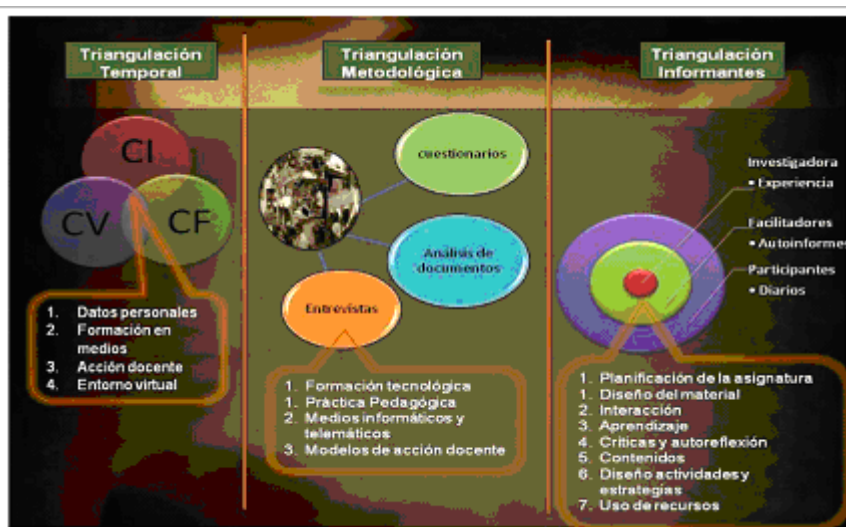 Triangulación
Temporal
CI
CV
CF
1. Datos personales
2. Formación en
medios
3. Acción docente
4. Entorno virtual
Triangulación
Metodológica
cuestionarios
Análisis de
documentos
Entrevistas
1. Formación tecnológica
1. Práctica Pedagógica
2. Medios informáticos y
telemáticos
3. Modelos de acción docente
Triangulación
Informantes
Investigadora
• Experiencia
Facilitadores
• Autoinformes
Participantes
• Diarios
1. Planificación de la asignatura
1. Diseño del material
2. Interacción
3. Aprendizaje
4. Críticas y autoreflexión
5. Contenidos
6. Diseño actividades y
estrategias
7. Uso de recursos